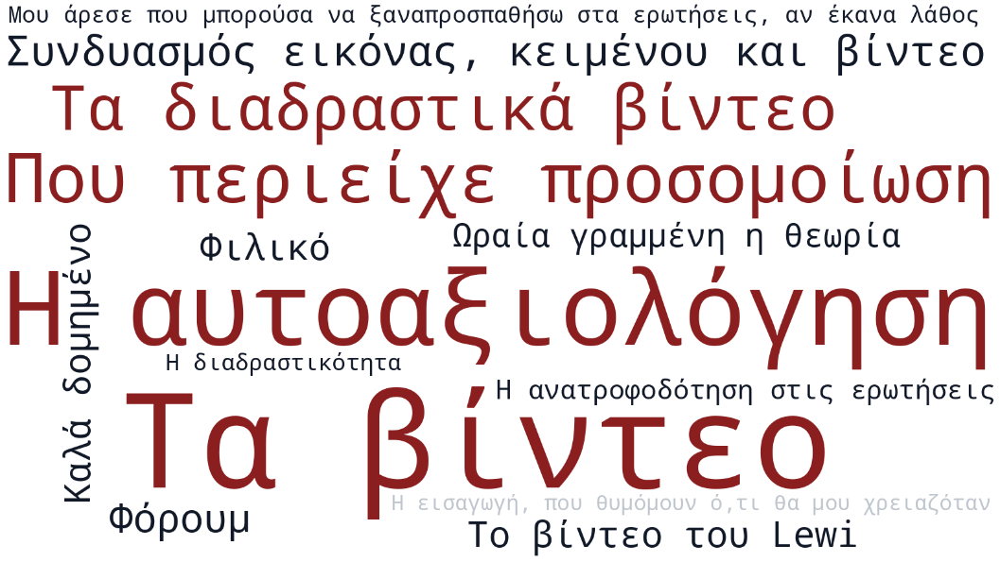 Μου άρεσε που μπορούσα να ξαναπροσπαθήσω στα ερωτήσεις, αν έκανα λάθος
Συνδυασμός εικόνας, κειμένου και βίντεο
Τα διαδραστικά βίντεο
Που περιείχε προσομοίωση
Καλά δομημένο
Φιλικό
Ωραία γραμμένη η θεωρία
Η αυτοαξιολόγηση
Η διαδραστικότητα
Η ανατροφοδότηση στις ερωτήσεις
Τα βίντεο
Η εισαγωγή, που θυμόμουν ό,τι θα μου χρειαζόταν
Φόρουμ
Το βίντεο του Lewi